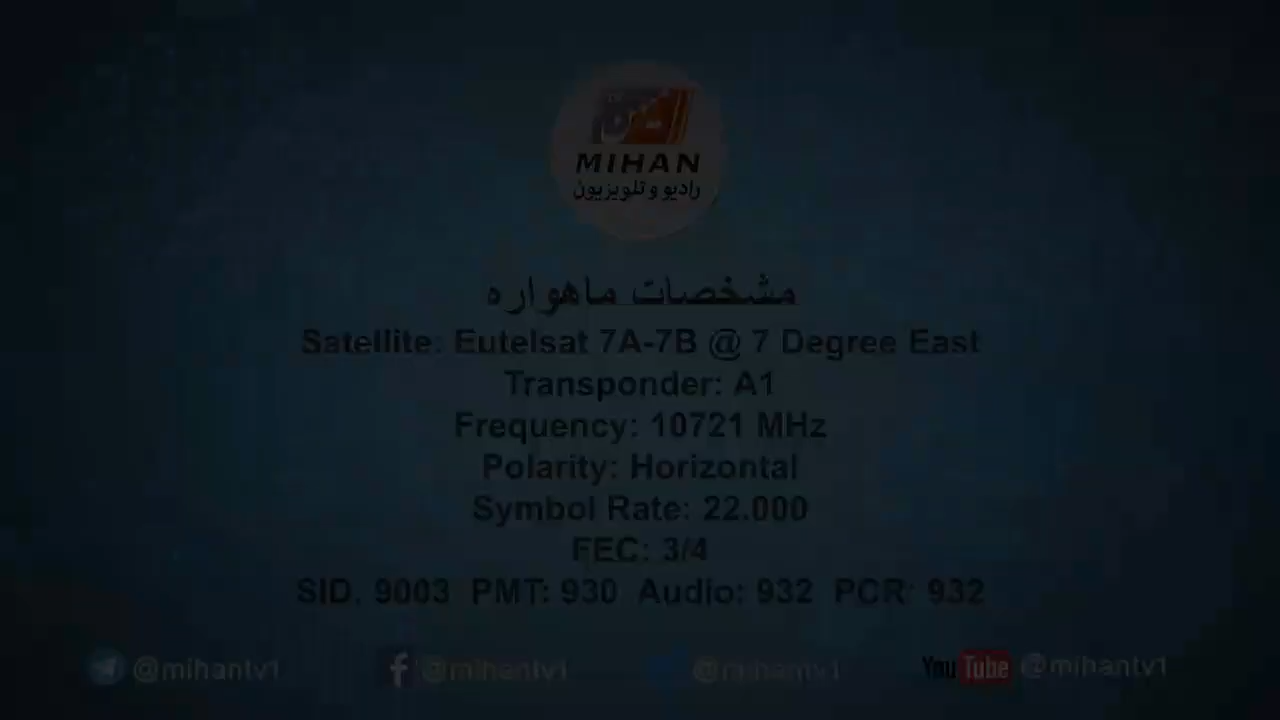 MIHAN
رادیو و تلویزیون
مشخصات ماهواره
Satellite: Eutelsat 7A-7B @ 7 Degree East
Transponder: A1
Frequency: 10721 MHz
Polarity: Horizontal
Symbol Rate: 22.000
FEC: 3/4
SID: 9003 PMT: 930 Audio: 932 PCR: 932
@mihantv1 @mihantv1 @mihantv1 YouTube @mihantv1